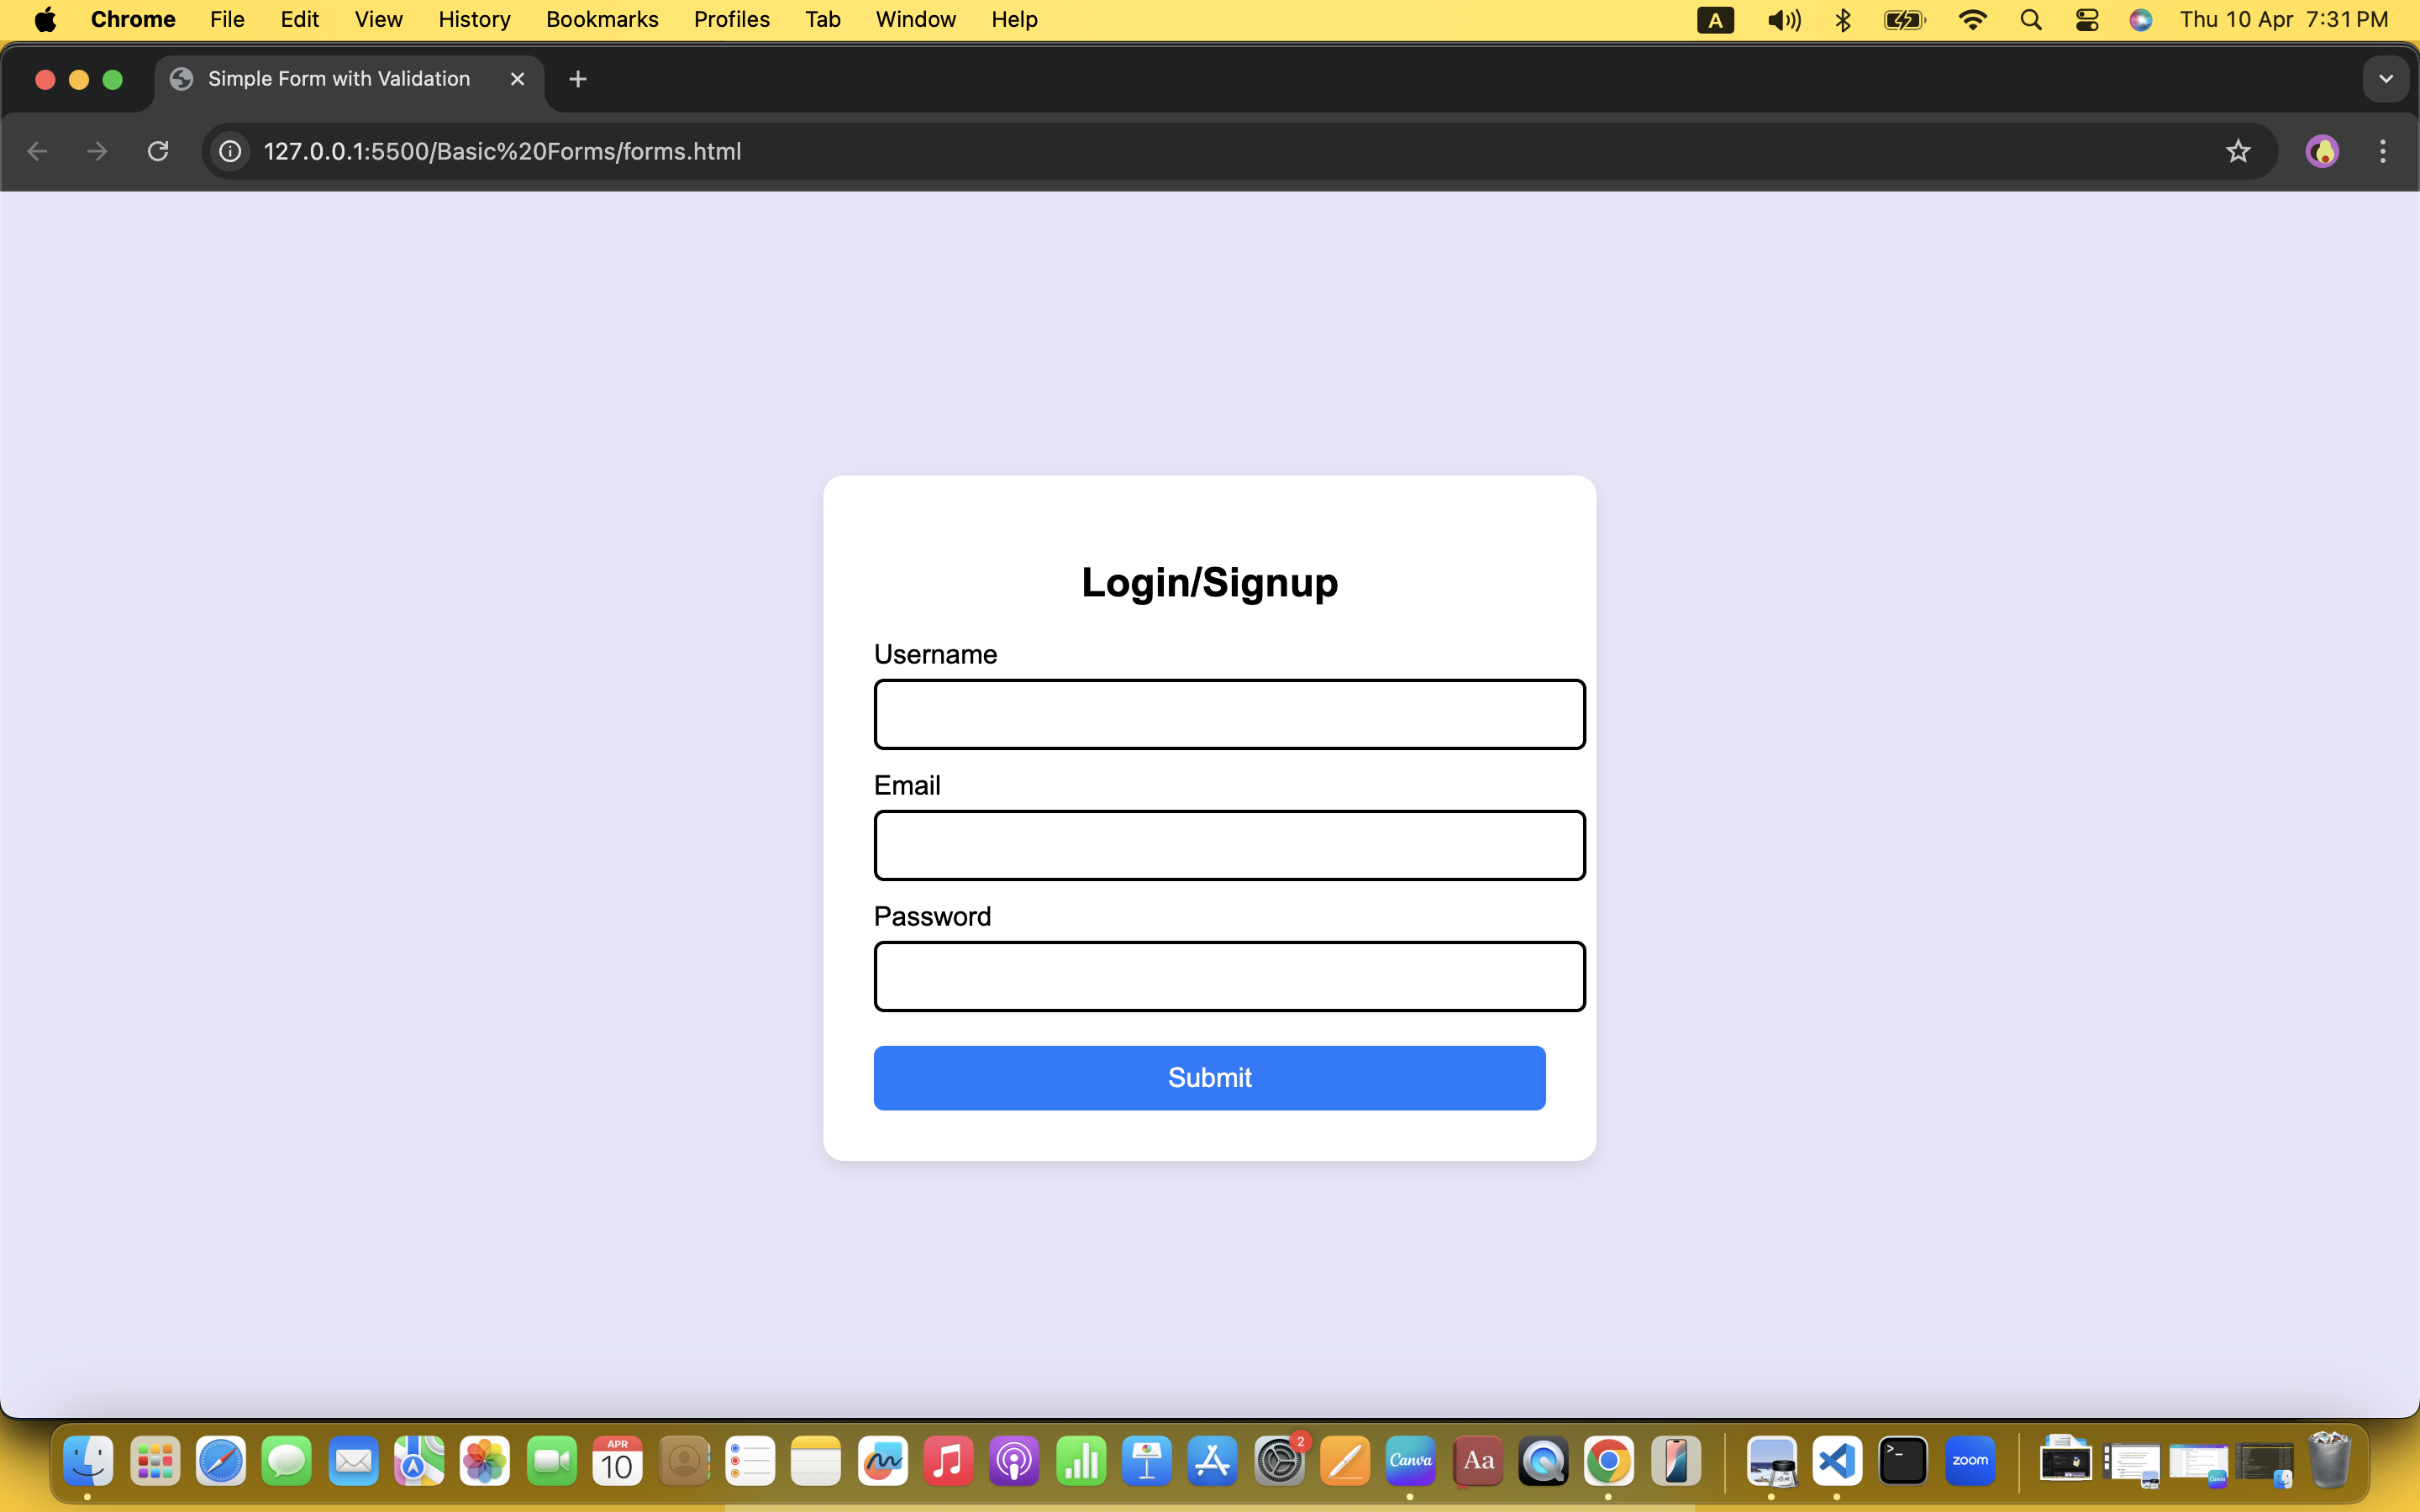 Chrome File Edit View History Bookmarks Profiles Tab Window Help A Thu 10 Apr 7:31 PM
Simple Form with Validation
127.0.0.1:5500/Basic%20Forms/forms.html
Login/Signup
Username
Email
Password
Submit
APR
10
2
Canva
Aa
>_
zoom